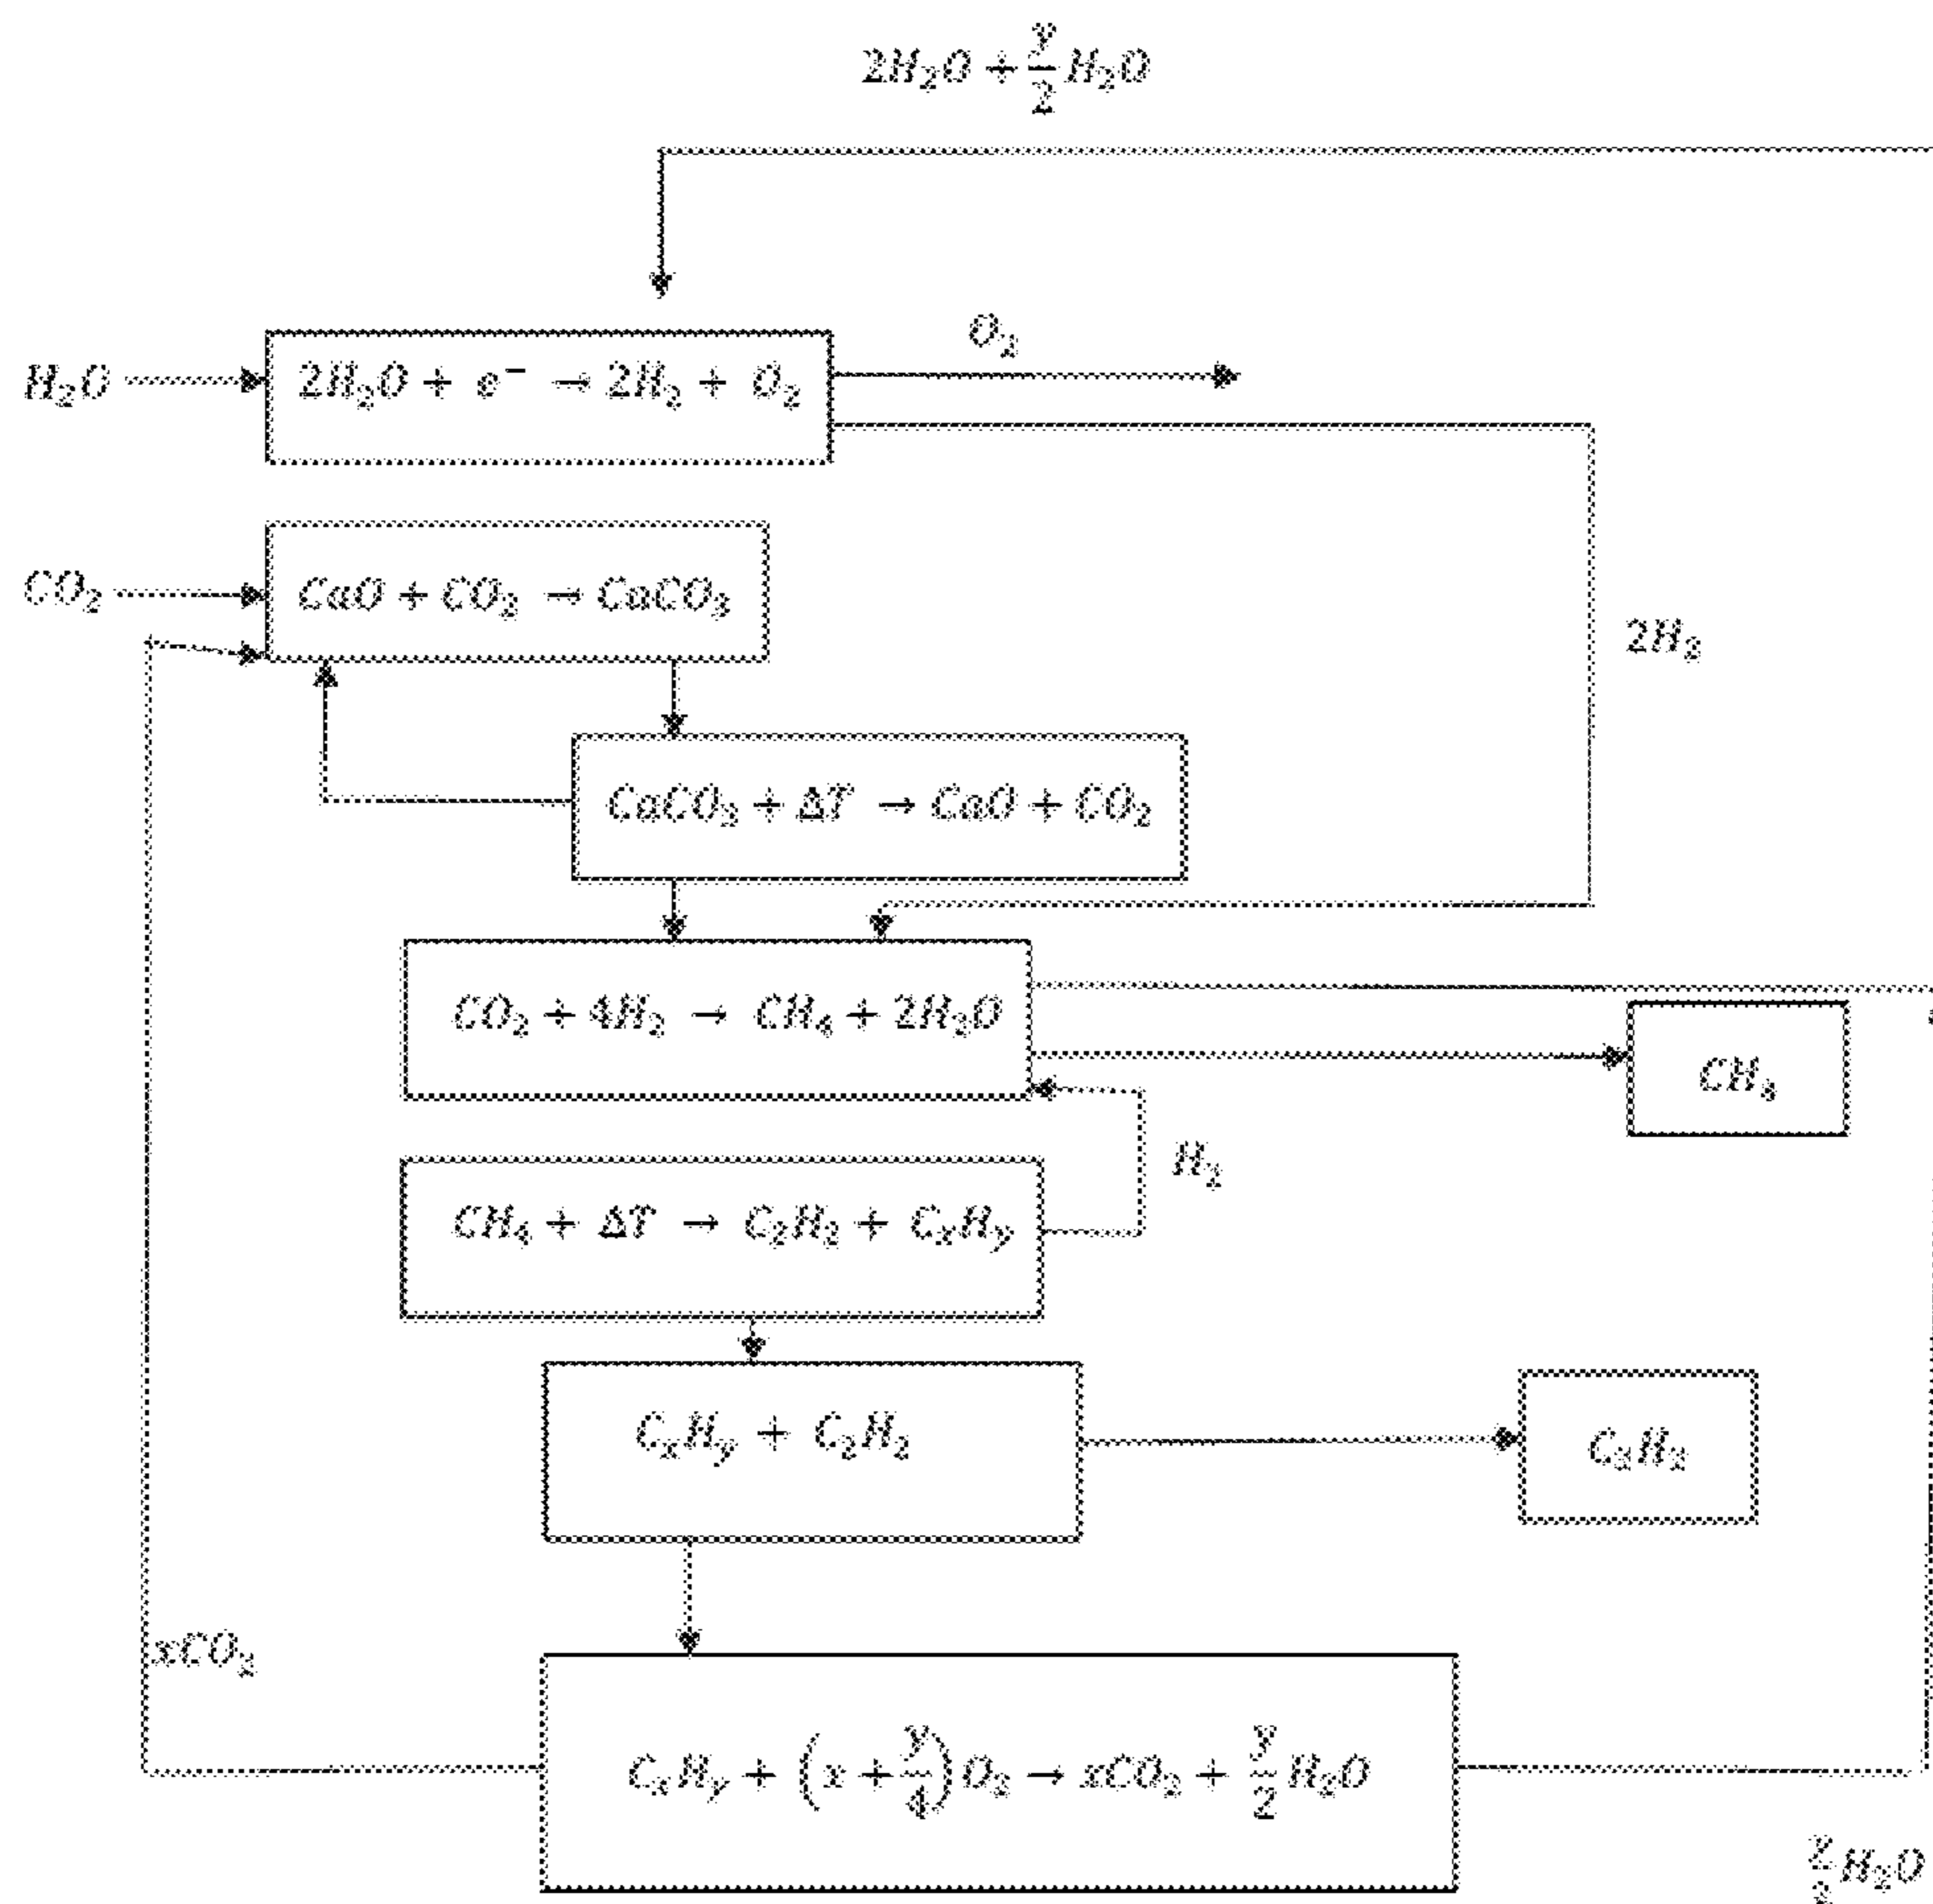 2H₂O + y/2 H₂O
O₂
H₂O
2H₂O + e⁻ → 2H₂ + O₂
CO₂
CaO + CO₂ → CaCO₃
2H₂
CaCO₃ + ΔT → CaO + CO₂
CO₂ + 4H₂ → CH₄ + 2H₂O
CH₄
H₂
CH₄ + ΔT → C₂H₂ + CₓHᵧ
CₓHᵧ + C₂H₂
C₂H₂
xCO₂
CₓHᵧ + (x + y/4)O₂ → xCO₂ + y/2 H₂O
y/2 H₂O